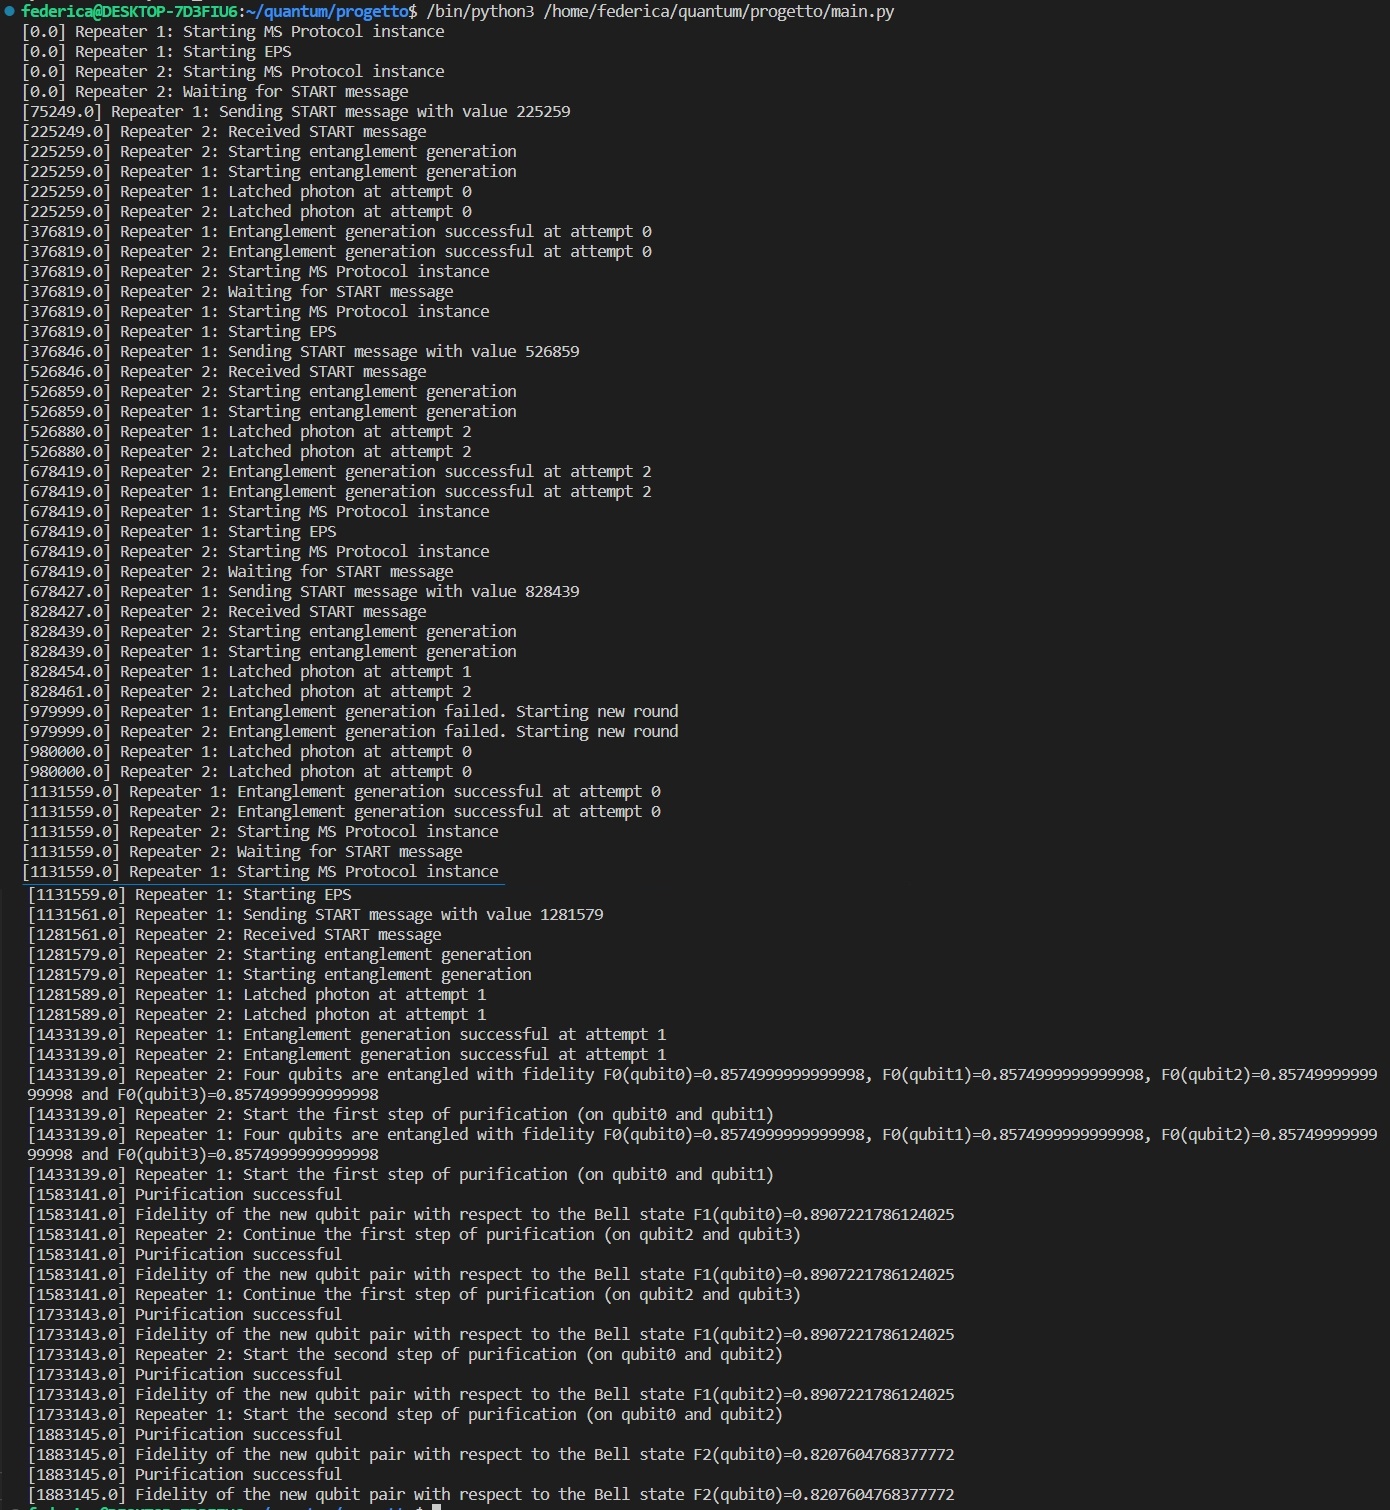 federica@DESKTOP-7D3FIU6:~/quantum/progetto$ /bin/python3 /home/federica/quantum/progetto/main.py
[0.0] Repeater 1: Starting MS Protocol instance
[0.0] Repeater 1: Starting EPS
[0.0] Repeater 2: Starting MS Protocol instance
[0.0] Repeater 2: Waiting for START message
[75249.0] Repeater 1: Sending START message with value 225259
[225249.0] Repeater 2: Received START message
[225259.0] Repeater 2: Starting entanglement generation
[225259.0] Repeater 1: Starting entanglement generation
[225259.0] Repeater 1: Latched photon at attempt 0
[225259.0] Repeater 2: Latched photon at attempt 0
[376819.0] Repeater 1: Entanglement generation successful at attempt 0
[376819.0] Repeater 2: Entanglement generation successful at attempt 0
[376819.0] Repeater 2: Starting MS Protocol instance
[376819.0] Repeater 2: Waiting for START message
[376819.0] Repeater 1: Starting MS Protocol instance
[376819.0] Repeater 1: Starting EPS
[376846.0] Repeater 1: Sending START message with value 526859
[526846.0] Repeater 2: Received START message
[526859.0] Repeater 2: Starting entanglement generation
[526859.0] Repeater 1: Starting entanglement generation
[526880.0] Repeater 1: Latched photon at attempt 2
[526880.0] Repeater 2: Latched photon at attempt 2
[678419.0] Repeater 2: Entanglement generation successful at attempt 2
[678419.0] Repeater 1: Entanglement generation successful at attempt 2
[678419.0] Repeater 1: Starting MS Protocol instance
[678419.0] Repeater 1: Starting EPS
[678419.0] Repeater 2: Starting MS Protocol instance
[678419.0] Repeater 2: Waiting for START message
[678427.0] Repeater 1: Sending START message with value 828439
[828427.0] Repeater 2: Received START message
[828439.0] Repeater 2: Starting entanglement generation
[828439.0] Repeater 1: Starting entanglement generation
[828454.0] Repeater 1: Latched photon at attempt 1
[828461.0] Repeater 2: Latched photon at attempt 2
[979999.0] Repeater 1: Entanglement generation failed. Starting new round
[979999.0] Repeater 2: Entanglement generation failed. Starting new round
[980000.0] Repeater 1: Latched photon at attempt 0
[980000.0] Repeater 2: Latched photon at attempt 0
[1131559.0] Repeater 1: Entanglement generation successful at attempt 0
[1131559.0] Repeater 2: Entanglement generation successful at attempt 0
[1131559.0] Repeater 2: Starting MS Protocol instance
[1131559.0] Repeater 2: Waiting for START message
[1131559.0] Repeater 1: Starting MS Protocol instance
[1131559.0] Repeater 1: Starting EPS
[1131561.0] Repeater 1: Sending START message with value 1281579
[1281561.0] Repeater 2: Received START message
[1281579.0] Repeater 2: Starting entanglement generation
[1281579.0] Repeater 1: Starting entanglement generation
[1281589.0] Repeater 1: Latched photon at attempt 1
[1281589.0] Repeater 2: Latched photon at attempt 1
[1433139.0] Repeater 1: Entanglement generation successful at attempt 1
[1433139.0] Repeater 2: Entanglement generation successful at attempt 1
[1433139.0] Repeater 2: Four qubits are entangled with fidelity F0(qubit0)=0.8574999999999998, F0(qubit1)=0.8574999999999998, F0(qubit2)=0.85749999999
99998 and F0(qubit3)=0.8574999999999998
[1433139.0] Repeater 2: Start the first step of purification (on qubit0 and qubit1)
[1433139.0] Repeater 1: Four qubits are entangled with fidelity F0(qubit0)=0.8574999999999998, F0(qubit1)=0.8574999999999998, F0(qubit2)=0.85749999999
99998 and F0(qubit3)=0.8574999999999998
[1433139.0] Repeater 1: Start the first step of purification (on qubit0 and qubit1)
[1583141.0] Purification successful
[1583141.0] Fidelity of the new qubit pair with respect to the Bell state F1(qubit0)=0.8907221786124025
[1583141.0] Repeater 2: Continue the first step of purification (on qubit2 and qubit3)
[1583141.0] Purification successful
[1583141.0] Fidelity of the new qubit pair with respect to the Bell state F1(qubit0)=0.8907221786124025
[1583141.0] Repeater 1: Continue the first step of purification (on qubit2 and qubit3)
[1733143.0] Purification successful
[1733143.0] Fidelity of the new qubit pair with respect to the Bell state F1(qubit2)=0.8907221786124025
[1733143.0] Repeater 2: Start the second step of purification (on qubit0 and qubit2)
[1733143.0] Purification successful
[1733143.0] Fidelity of the new qubit pair with respect to the Bell state F1(qubit2)=0.8907221786124025
[1733143.0] Repeater 1: Start the second step of purification (on qubit0 and qubit2)
[1883145.0] Purification successful
[1883145.0] Fidelity of the new qubit pair with respect to the Bell state F2(qubit0)=0.8207604768377772
[1883145.0] Purification successful
[1883145.0] Fidelity of the new qubit pair with respect to the Bell state F2(qubit0)=0.8207604768377772